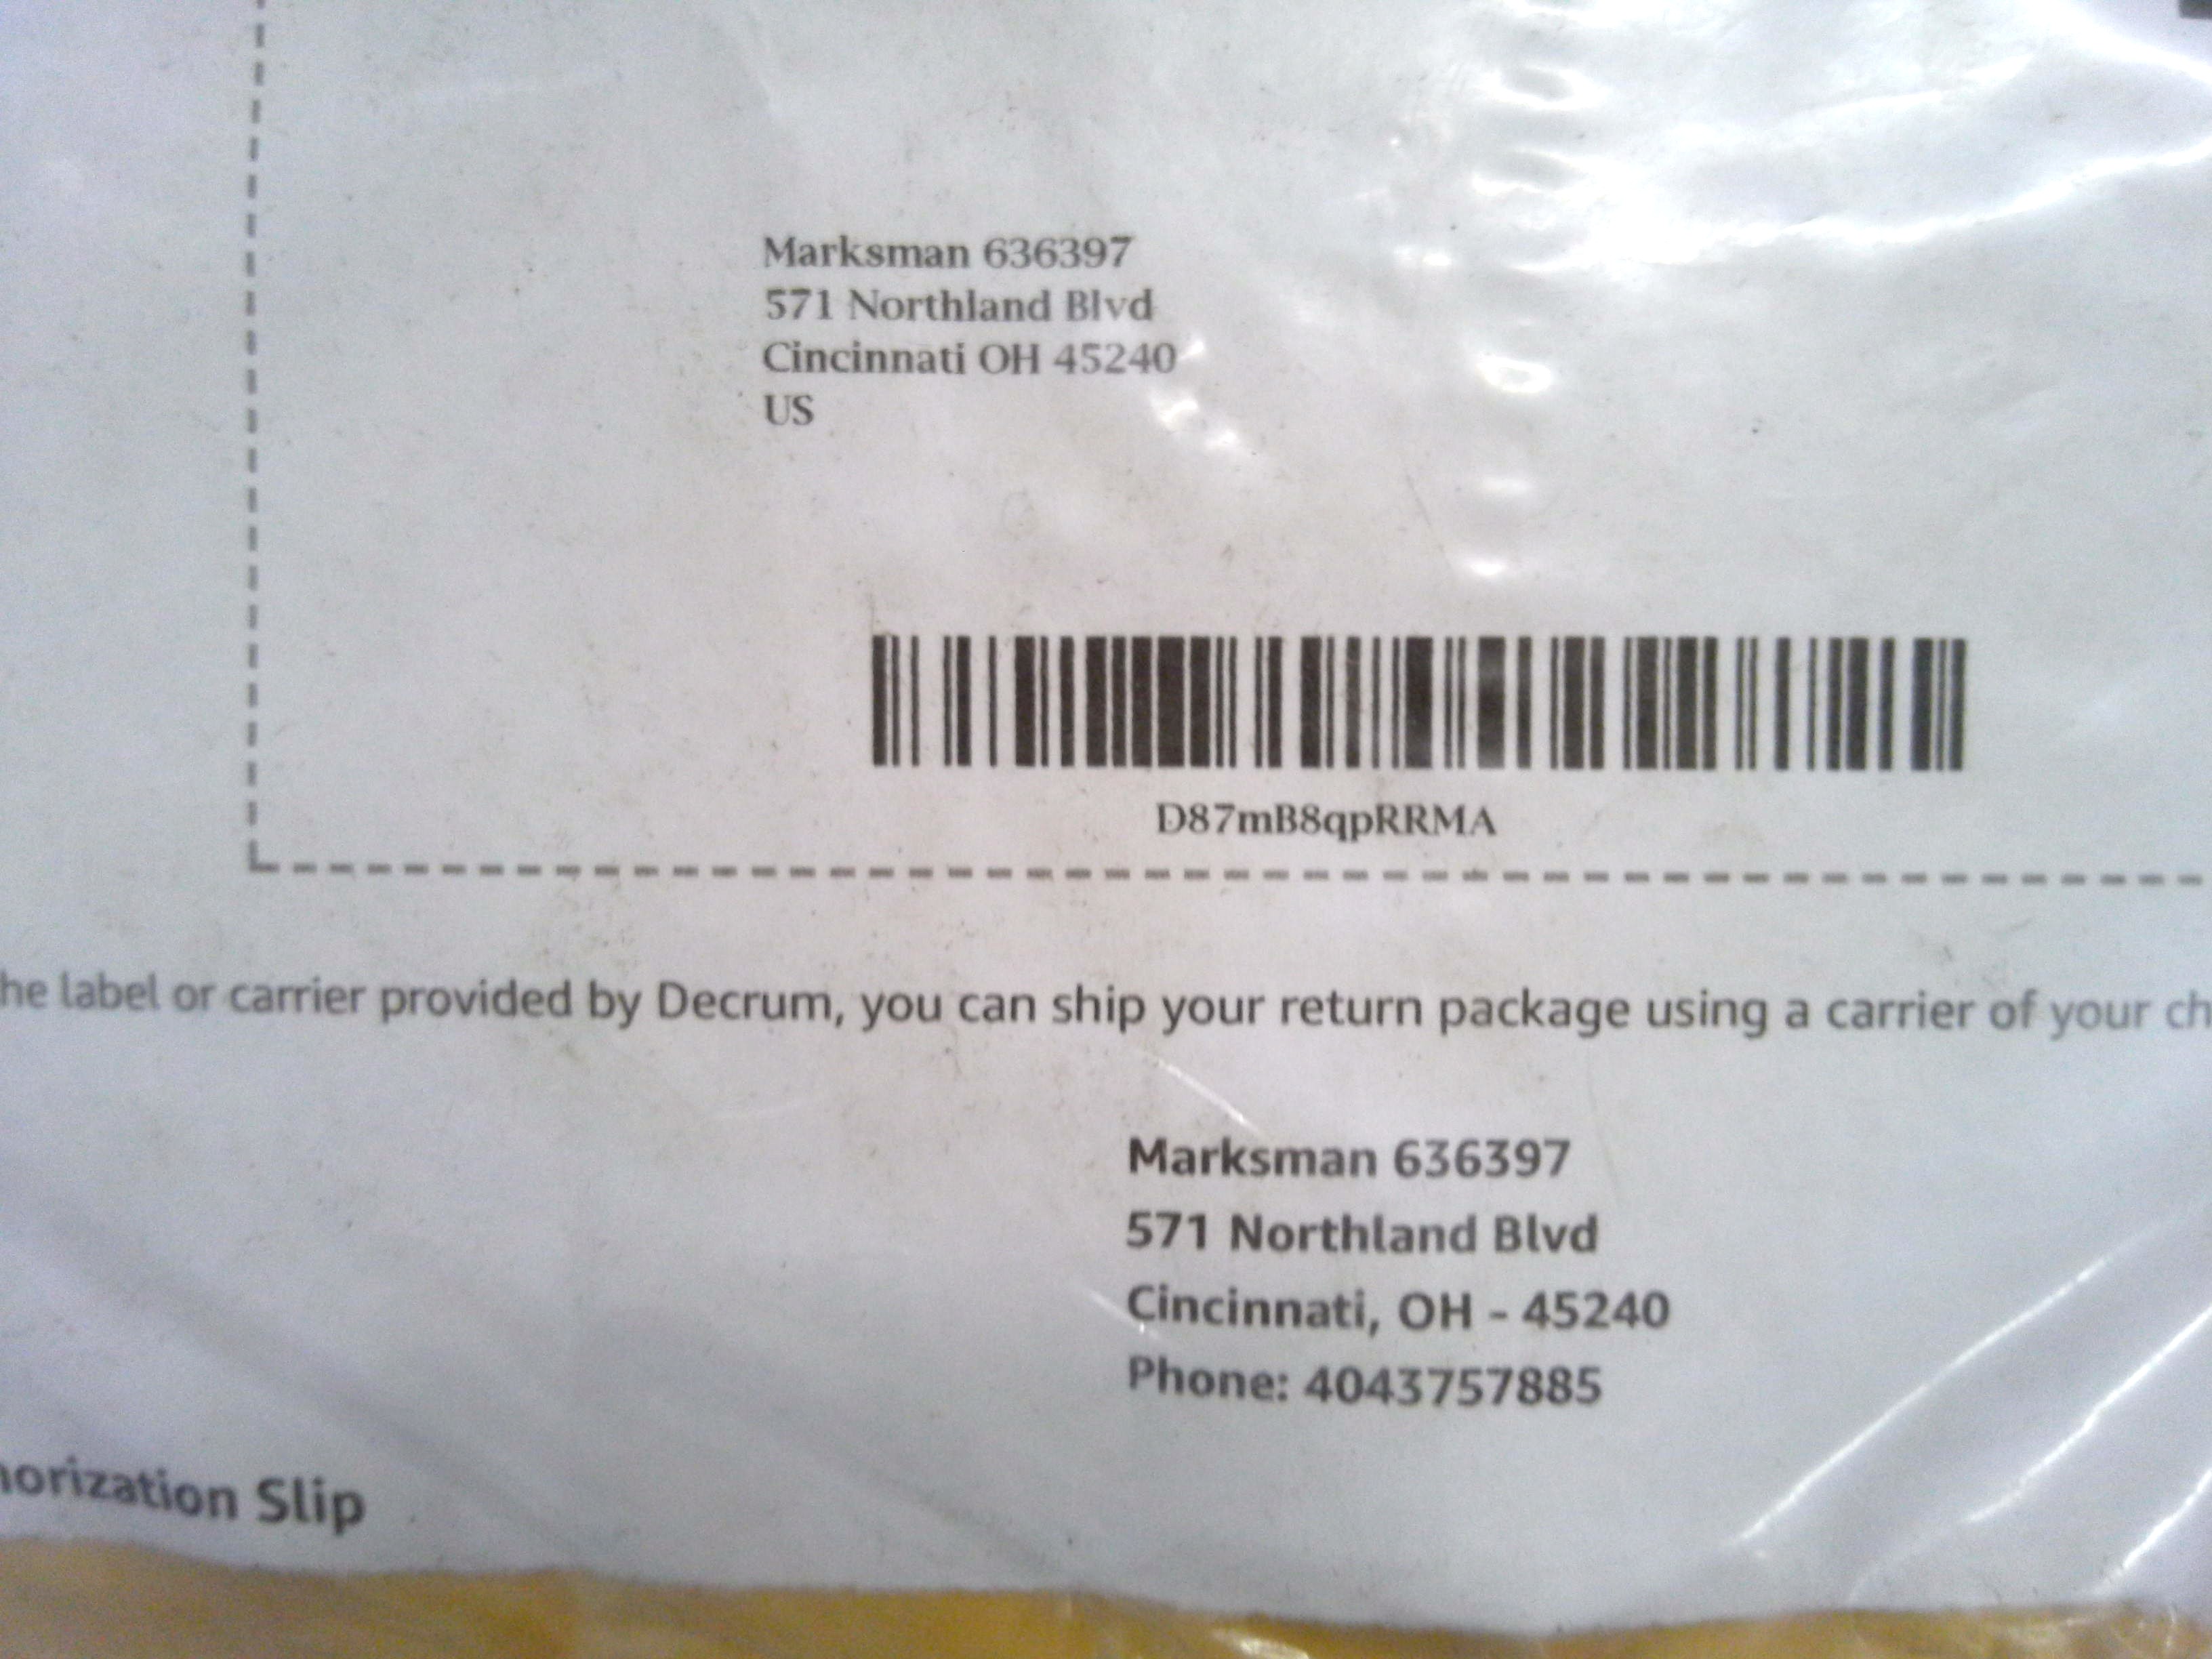 Marksman 636397
571 Northland Blvd
Cincinnati OH 45240
US
D87mB8qpRRMA
he label or carrier provided by Decrum, you can ship your return package using a carrier of your ch
Marksman 636397
571 Northland Blvd
Cincinnati, OH - 45240
Phone: 4043757885
horization Slip